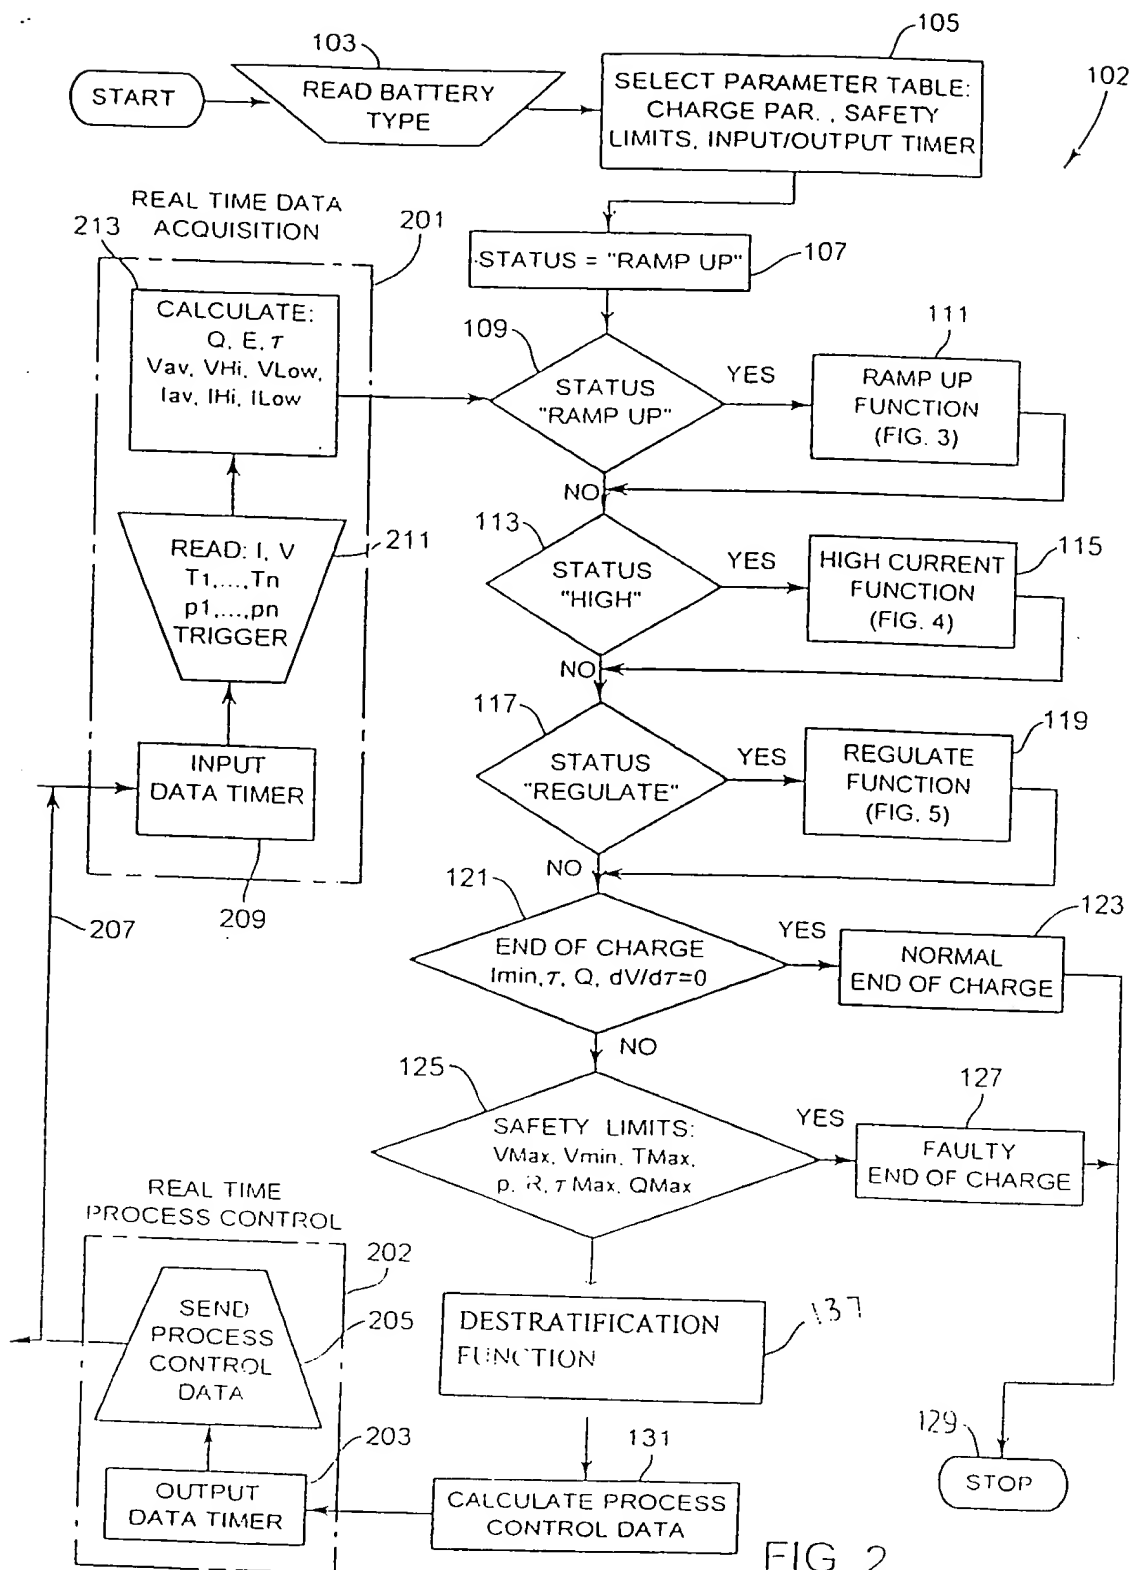 103
105
START
READ BATTERY
TYPE
SELECT PARAMETER TABLE:
CHARGE PAR. , SAFETY
LIMITS, INPUT/OUTPUT TIMER
102
REAL TIME DATA
ACQUISITION
213
201
STATUS = "RAMP UP"
107
CALCULATE:
Q, E, τ
Vav, VHi, VLow,
Iav, IHi, ILow
109
STATUS
"RAMP UP"
YES
111
RAMP UP
FUNCTION
(FIG. 3)
NO
READ: I, V
T1,...,Tn
p1,...,pn
TRIGGER
211
113
STATUS
"HIGH"
YES
HIGH CURRENT
FUNCTION
(FIG. 4)
115
NO
117
STATUS
"REGULATE"
YES
REGULATE
FUNCTION
(FIG. 5)
119
INPUT
DATA TIMER
209
207
NO
121
END OF CHARGE
Imin, τ, Q, dV/dτ=0
YES
NORMAL
END OF CHARGE
123
NO
125
SAFETY LIMITS:
VMax, Vmin, TMax,
p, R, τMax, QMax
YES
127
FAULTY
END OF CHARGE
REAL TIME
PROCESS CONTROL
202
SEND
PROCESS
CONTROL
DATA
205
DESTRATIFICATION
FUNCTION
137
203
OUTPUT
DATA TIMER
131
CALCULATE PROCESS
CONTROL DATA
129
STOP
FIG. 2